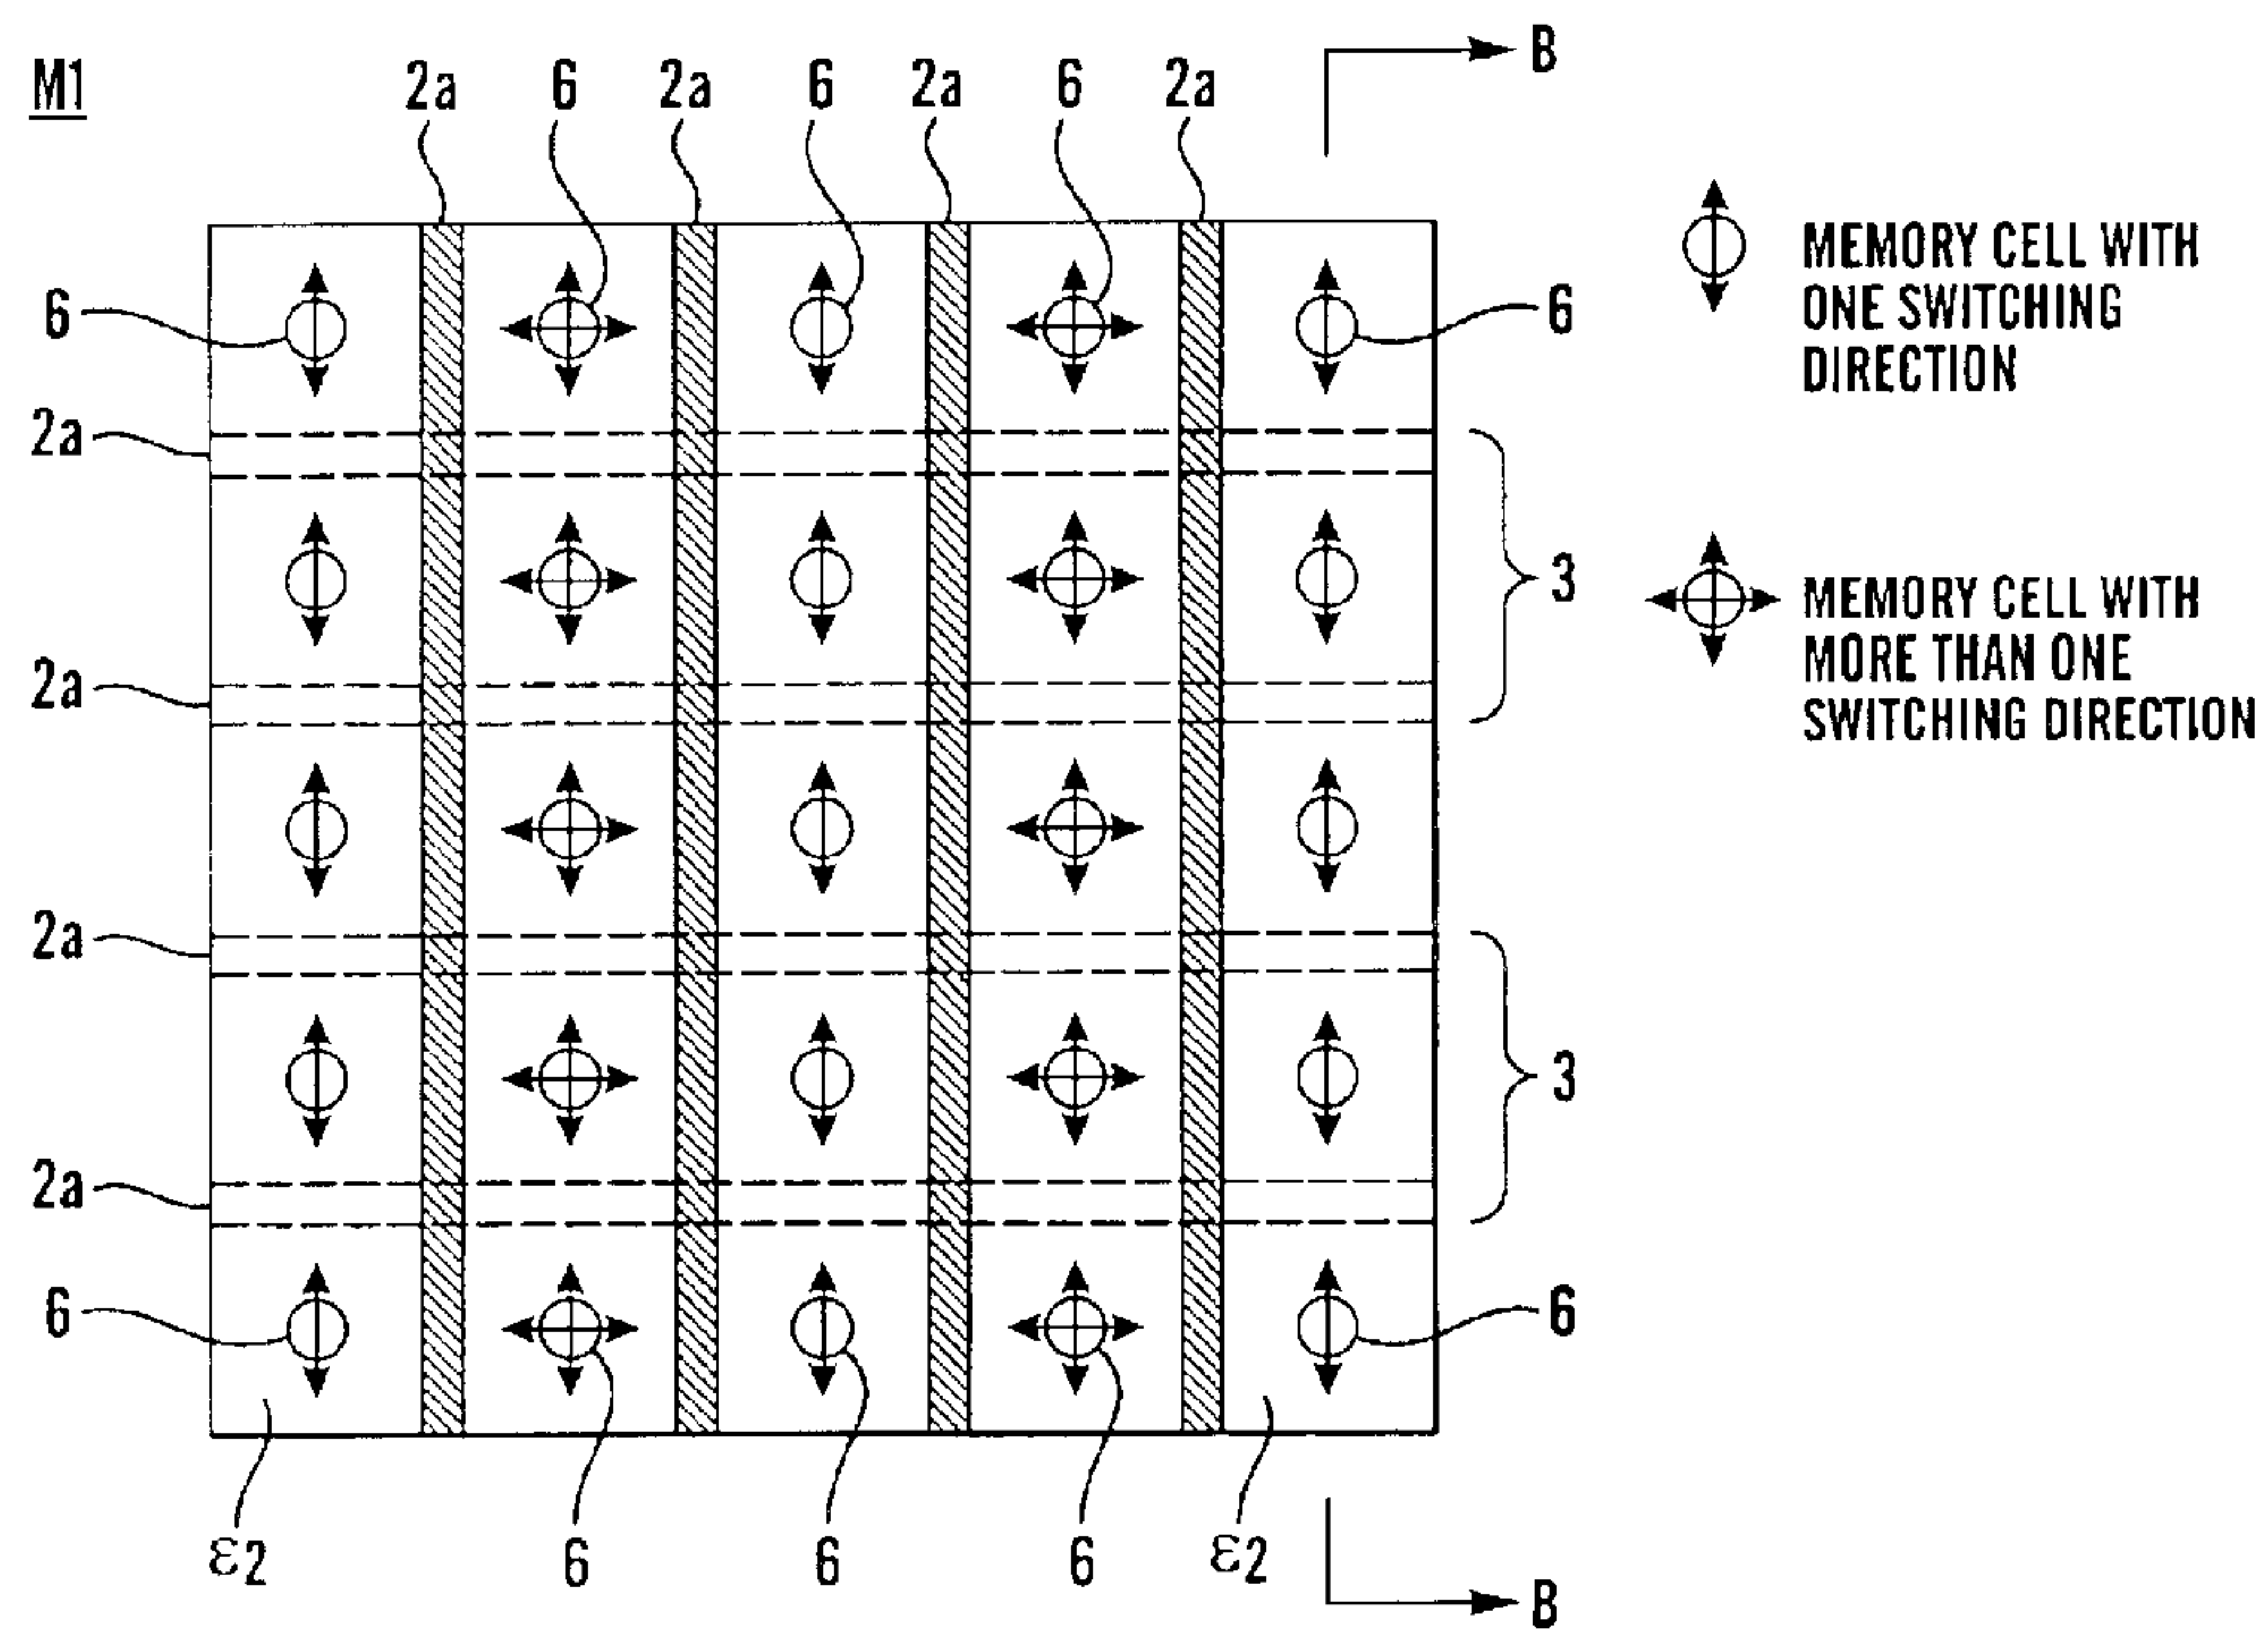 M1
2a 6 2a 6 2a 6 2a B
6 6
MEMORY CELL WITH
ONE SWITCHING
DIRECTION
2a
3
MEMORY CELL WITH
MORE THAN ONE
SWITCHING DIRECTION
2a
2a
3
2a
6 6
ε2 6 6 6 ε2
B